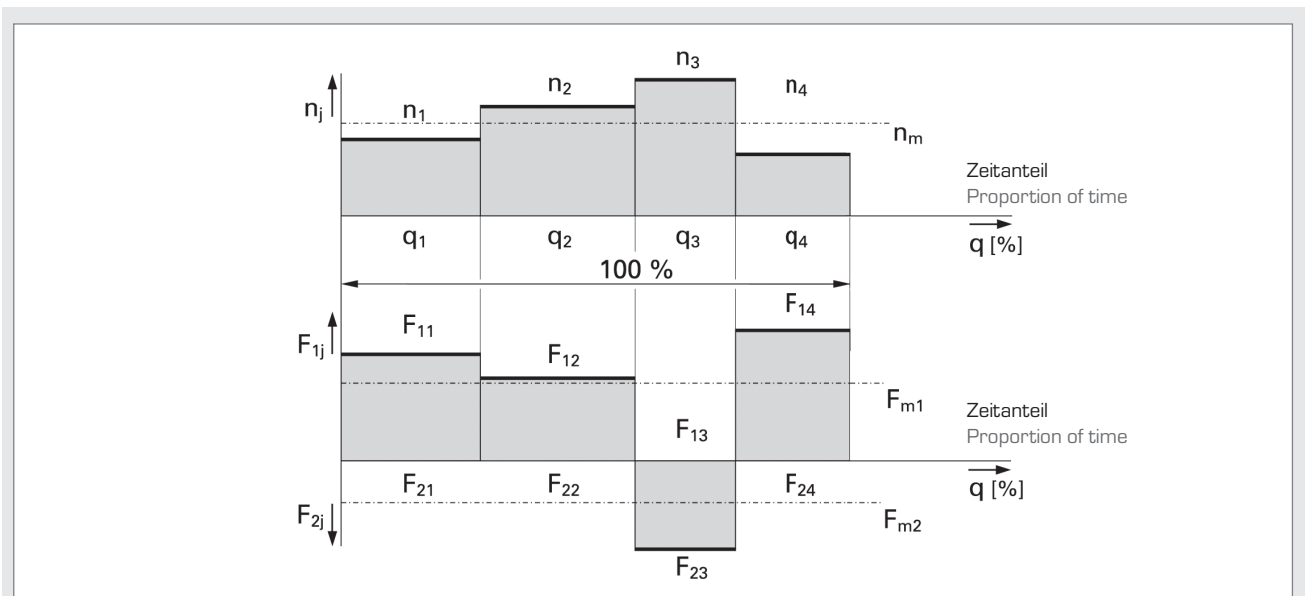 n₃
n₂
n₄
nⱼ n₁
nₘ
Zeitanteil
Proportion of time
q₁ q₂ q₃ q₄ q [%]
100 %
F₁₄
F₁₁
F₁ⱼ F₁₂
Fₘ₁
Zeitanteil
F₁₃
Proportion of time
F₂₁ F₂₂ F₂₄ q [%]
F₂ⱼ Fₘ₂
F₂₃